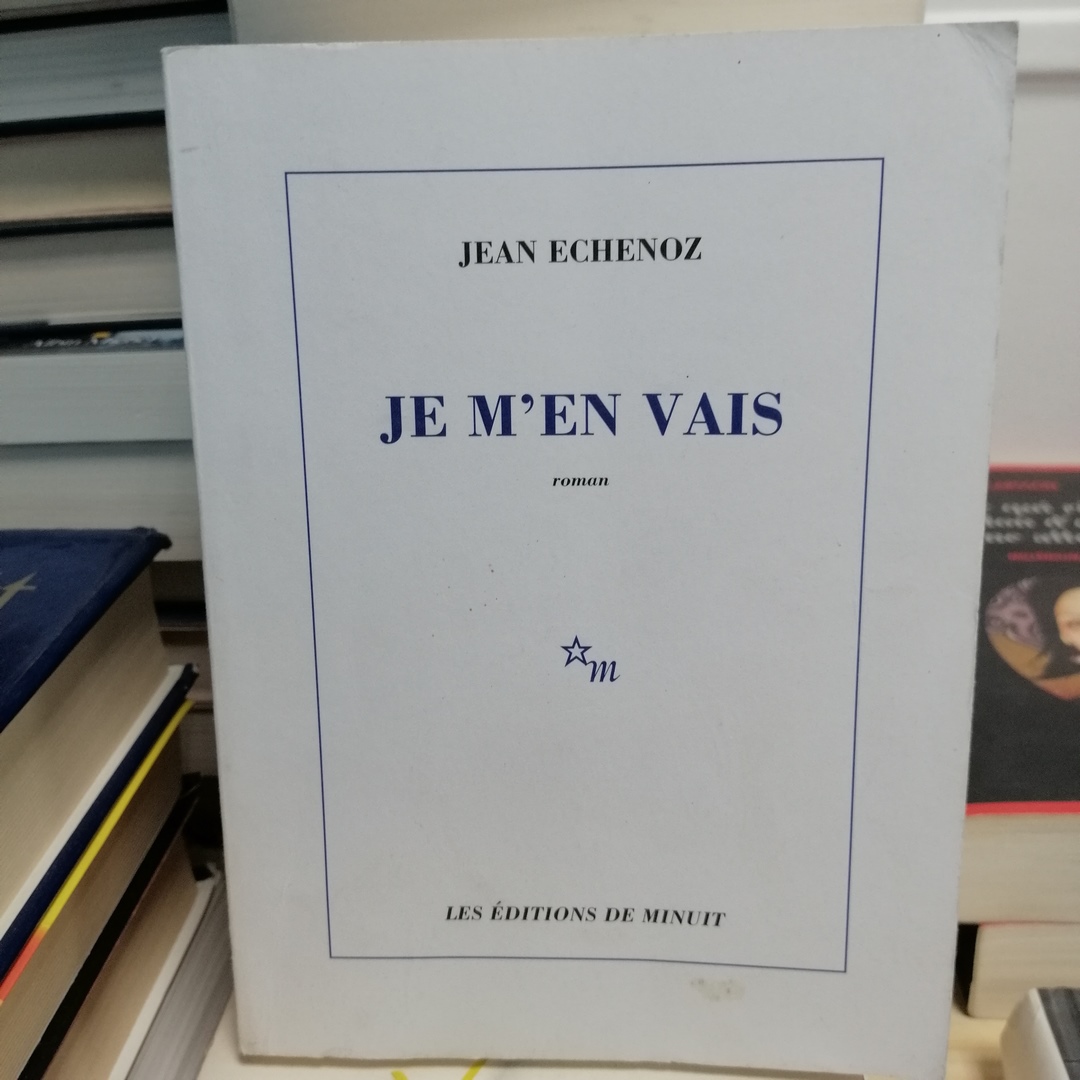 JEAN ECHENOZ
JE M'EN VAIS
roman
m
LES ÉDITIONS DE MINUIT